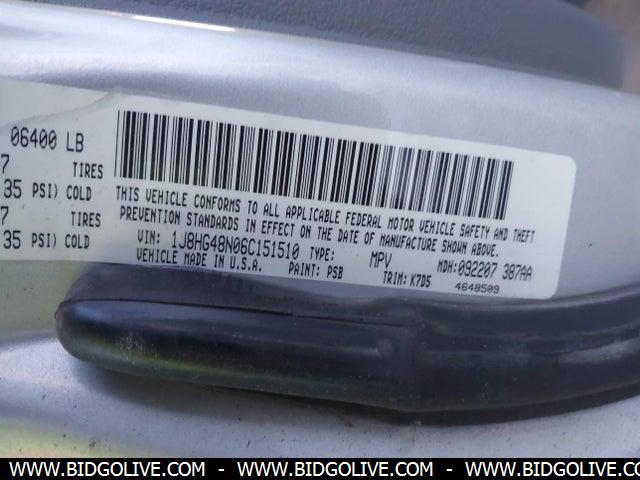 06400 LB
7 TIRES
35 PSI) COLD
7 TIRES
35 PSI) COLD
THIS VEHICLE CONFORMS TO ALL APPLICABLE FEDERAL MOTOR VEHICLE SAFETY AND THEFT
PREVENTION STANDARDS IN EFFECT ON THE DATE OF MANUFACTURE SHOWN ABOVE.
VIN: 1J8HG48N06C151510 TYPE: MPV MDH:092207 387AA
VEHICLE MADE IN U.S.A. PAINT: PSB TRIM: K7D5
4648509
WWW.BIDGOLIVE.COM - WWW.BIDGOLIVE.COM - WWW.BIDGOLIVE.COM